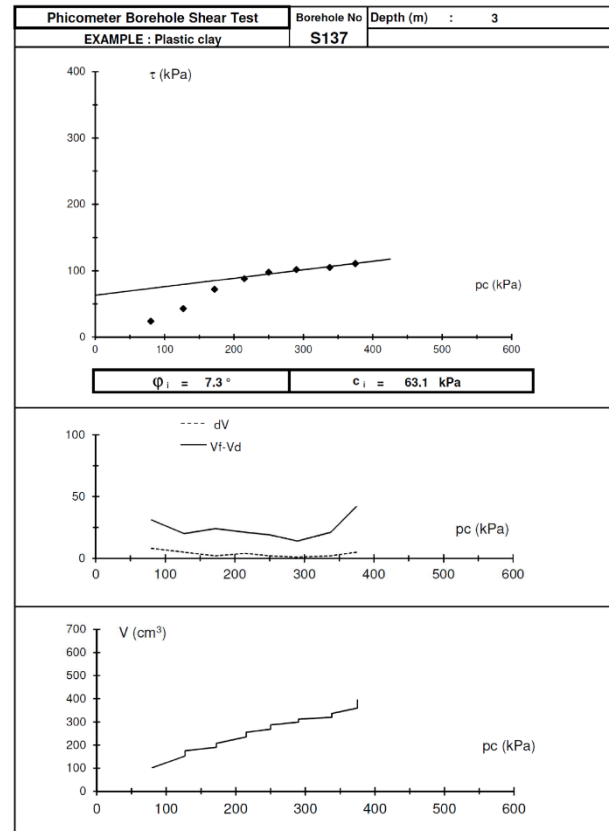 Phicometer Borehole Shear Test Borehole No Depth (m) : 3
EXAMPLE : Plastic clay S137
τ (kPa)
400
300
200
100
0
pc (kPa)
0 100 200 300 400 500 600
φ i = 7.3 ° c i = 63.1 kPa
dV
Vf-Vd
100
50
0
pc (kPa)
0 100 200 300 400 500 600
V (cm³)
700
600
500
400
300
200
100
0
pc (kPa)
0 100 200 300 400 500 600